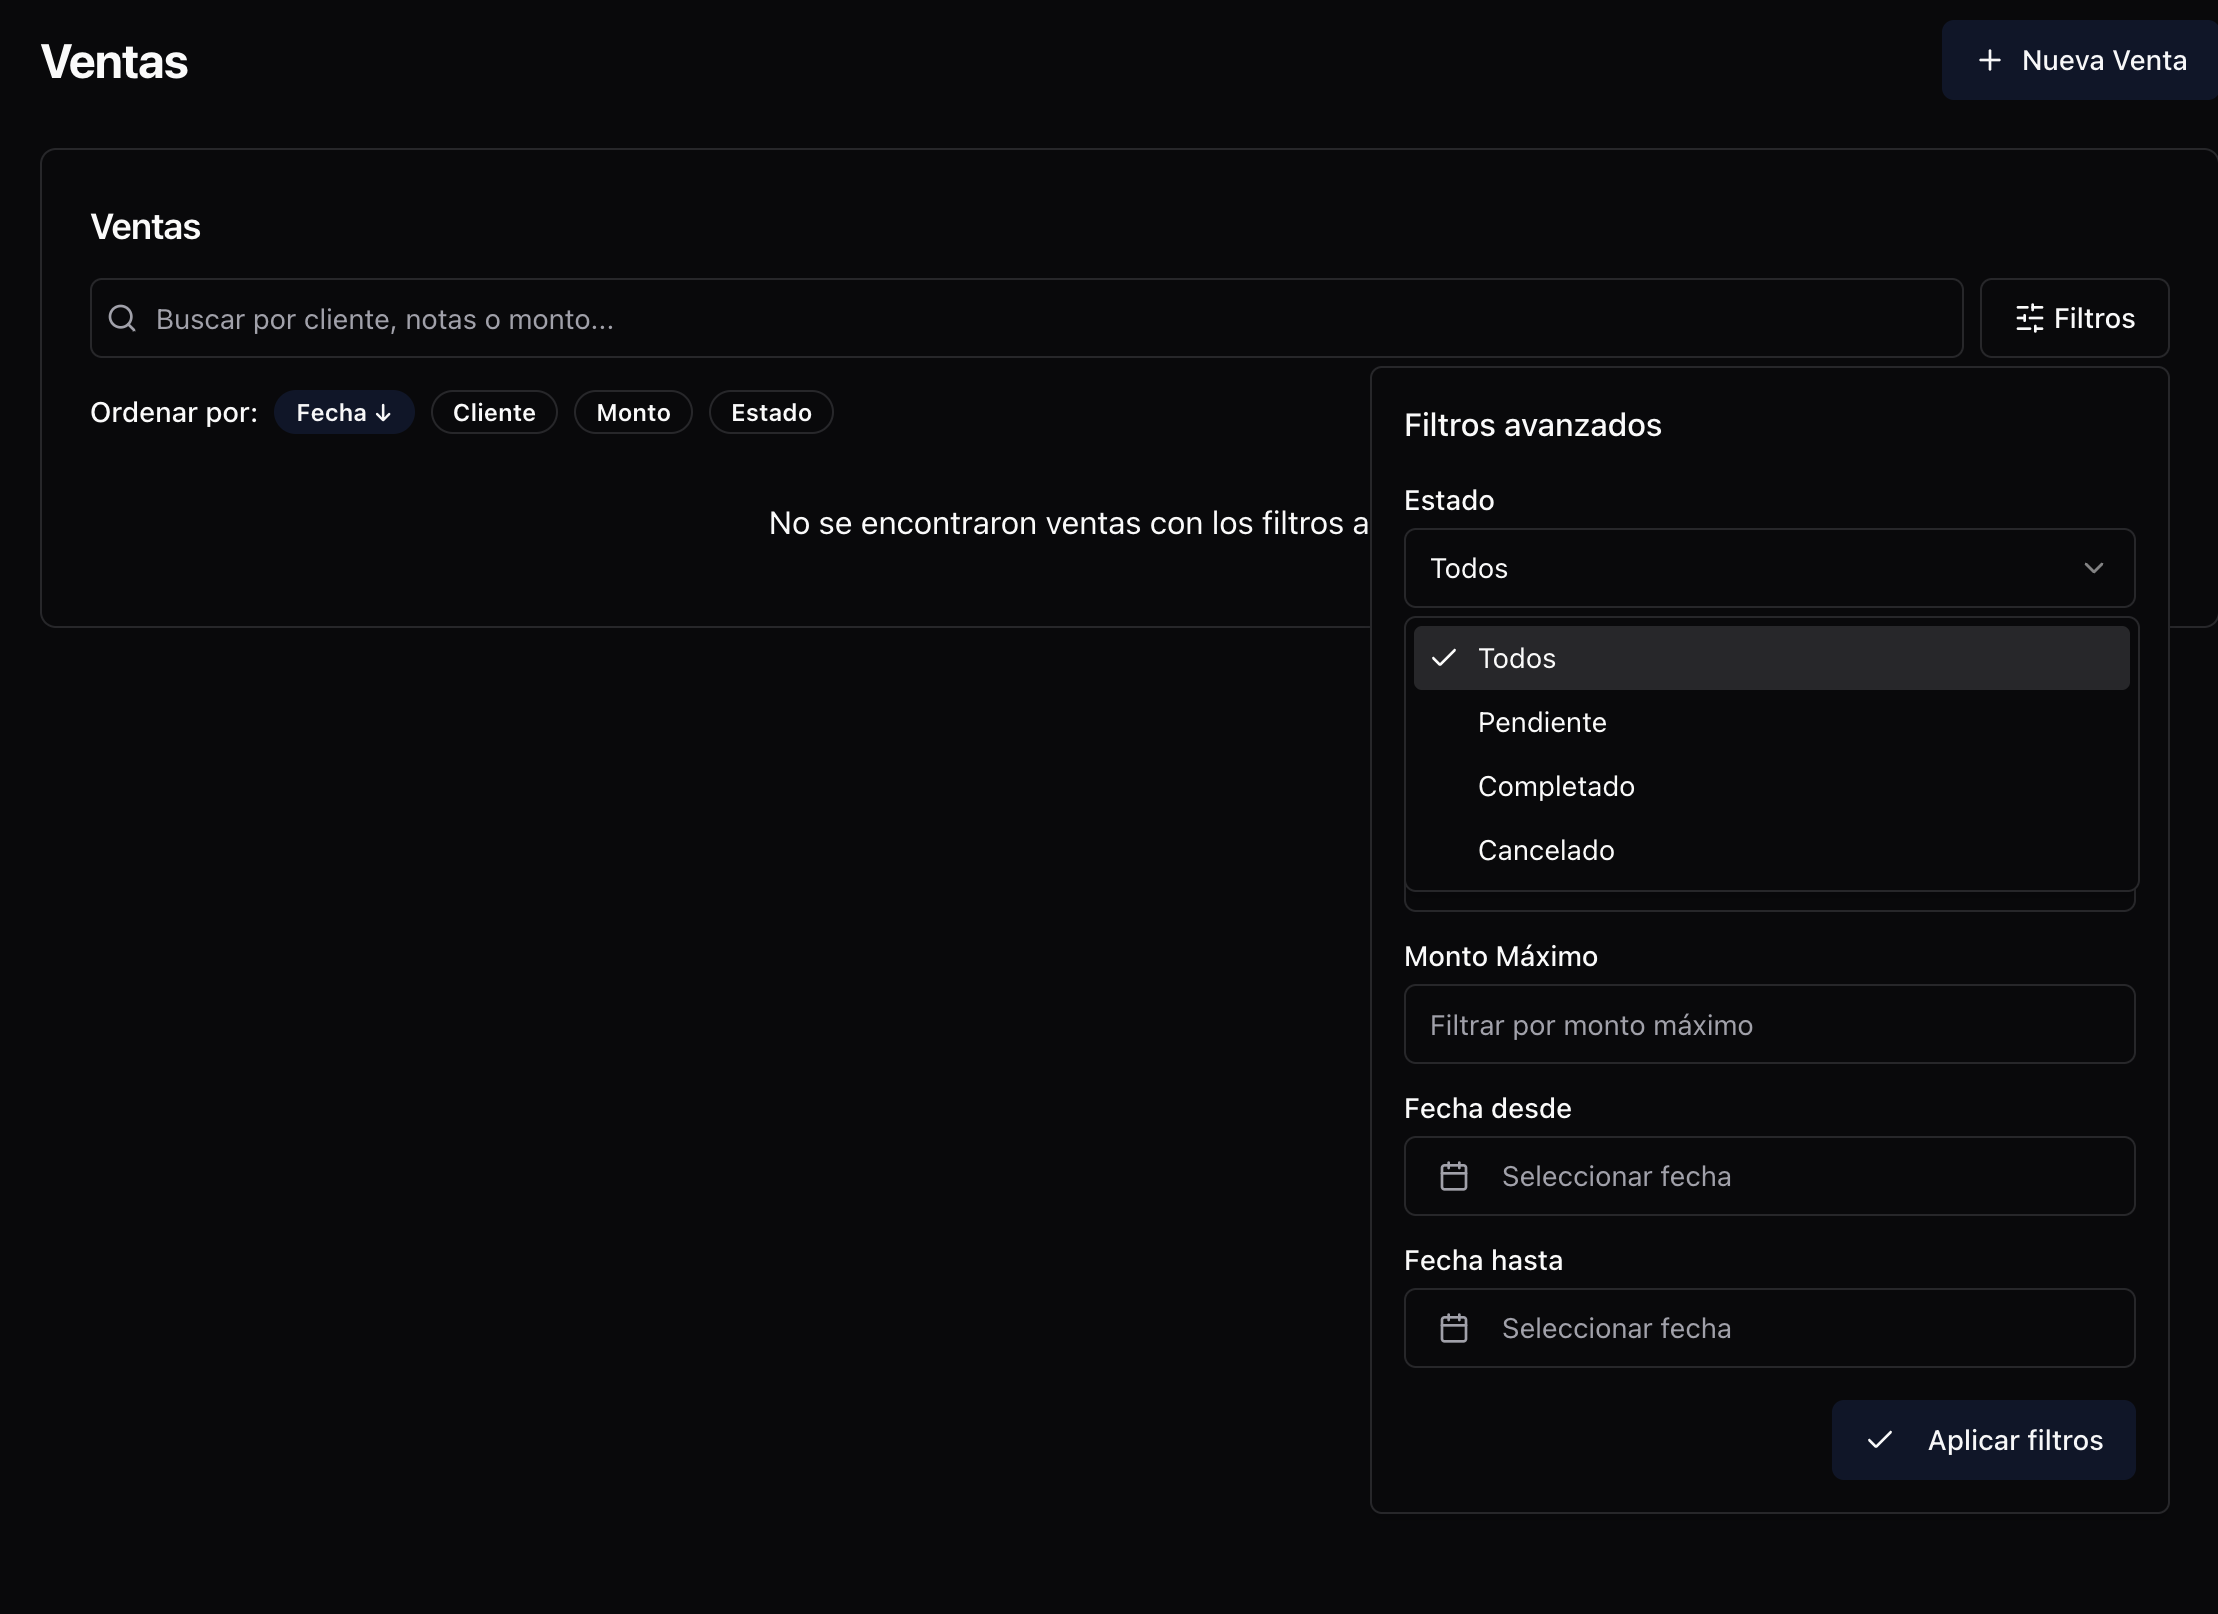 Ventas
Nueva Venta
Ventas
Buscar por cliente, notas o monto...
Filtros
Ordenar por:
Fecha ↓
Cliente
Monto
Estado
No se encontraron ventas con los filtros a
Filtros avanzados
Estado
Todos
Todos
Pendiente
Completado
Cancelado
Monto Máximo
Filtrar por monto máximo
Fecha desde
Seleccionar fecha
Fecha hasta
Seleccionar fecha
Aplicar filtros